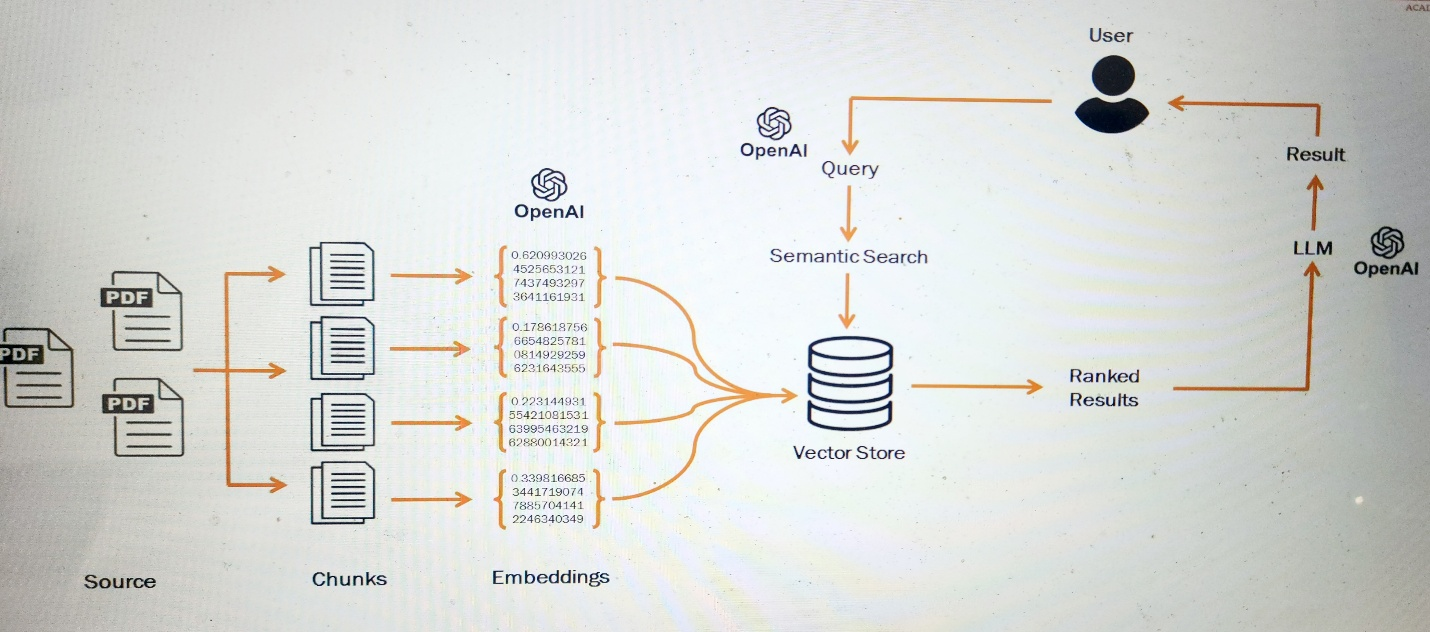 User
OpenAI
Query
Result
OpenAI
Semantic Search
LLM
OpenAI
PDF
PDF
PDF
0.620993026
4525653121
7437493297
3641161931
0.178618756
6654825781
0814929259
6231643555
0.223144931
55421081531
63995463219
62880014321
0.339816685
3441719074
7885704141
2246340349
Vector Store
Ranked
Results
Source
Chunks
Embeddings